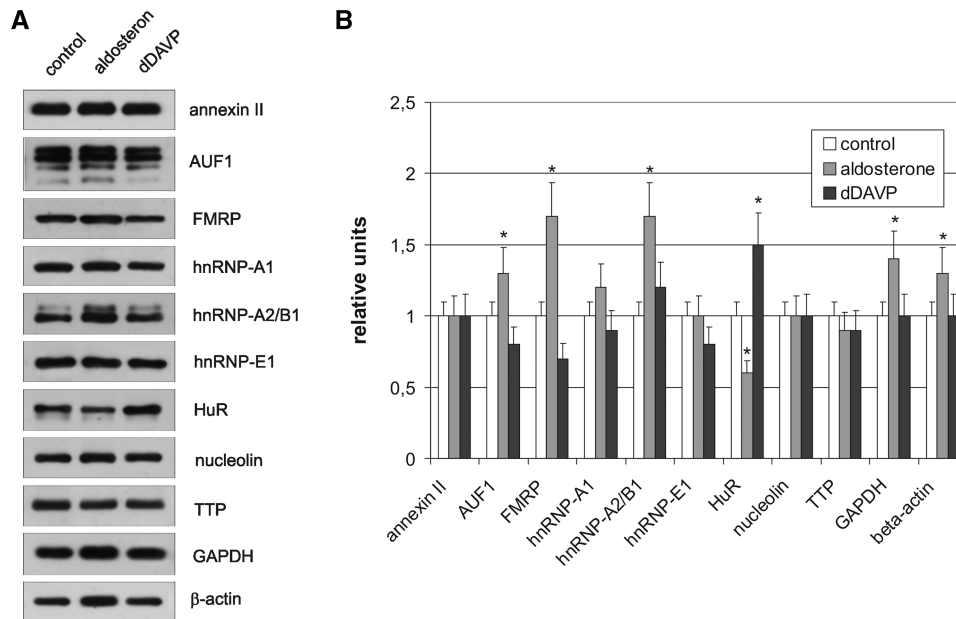 A
control
aldosteron
dDAVP
annexin II
AUF1
FMRP
hnRNP-A1
hnRNP-A2/B1
hnRNP-E1
HuR
nucleolin
TTP
GAPDH
β-actin
B
relative units
2,5
2
1,5
1
0,5
0
control
aldosterone
dDAVP
*
*
*
*
*
*
*
annexin II
AUF1
FMRP
hnRNP-A1
hnRNP-A2/B1
hnRNP-E1
HuR
nucleolin
TTP
GAPDH
beta-actin